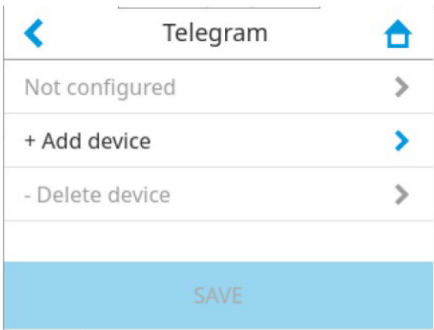 Telegram
Not configured
+ Add device
- Delete device
SAVE